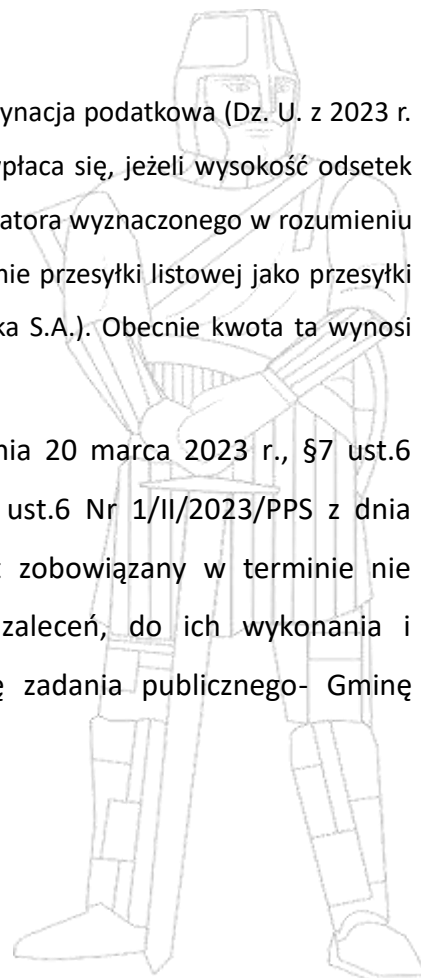 ynacja podatkowa (Dz. U. z 2023 r.
płaca się, jeżeli wysokość odsetek
atora wyznaczonego w rozumieniu
nie przesyłki listowej jako przesyłki
ka S.A.). Obecnie kwota ta wynosi
nia 20 marca 2023 r., §7 ust.6
ust.6 Nr 1/II/2023/PPS z dnia
zobowiązany w terminie nie
zaleceń, do ich wykonania i
ę zadania publicznego- Gminę